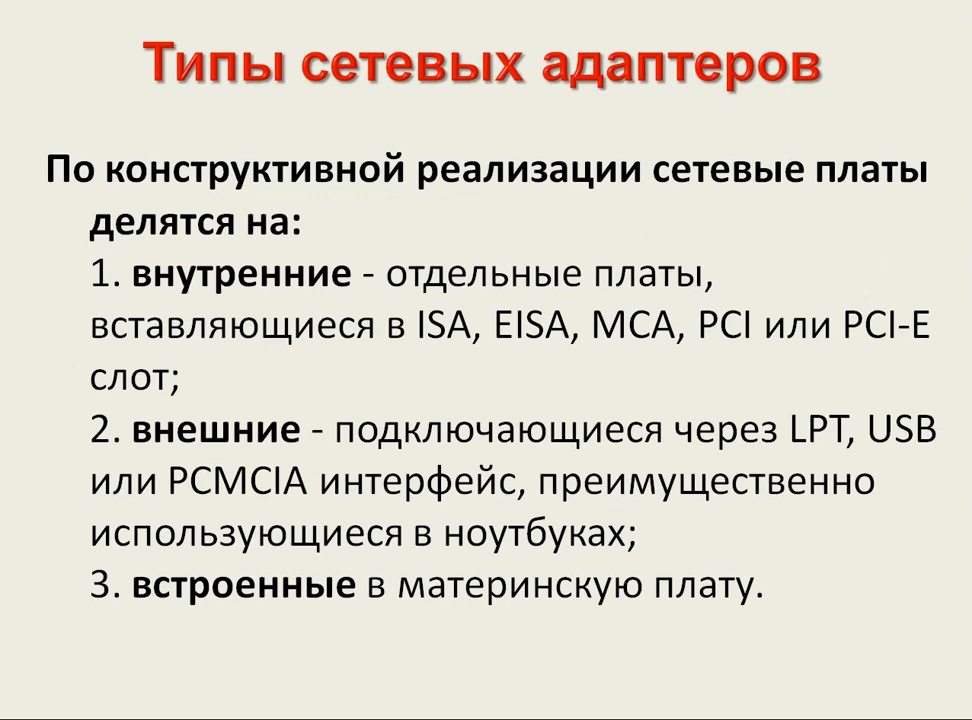 Типы сетевых адаптеров
По конструктивной реализации сетевые платы
делятся на:
1. внутренние - отдельные платы,
вставляющиеся в ISA, EISA, MCA, PCI или PCI-E
слот;
2. внешние - подключающиеся через LPT, USB
или PCMCIA интерфейс, преимущественно
использующиеся в ноутбуках;
3. встроенные в материнскую плату.